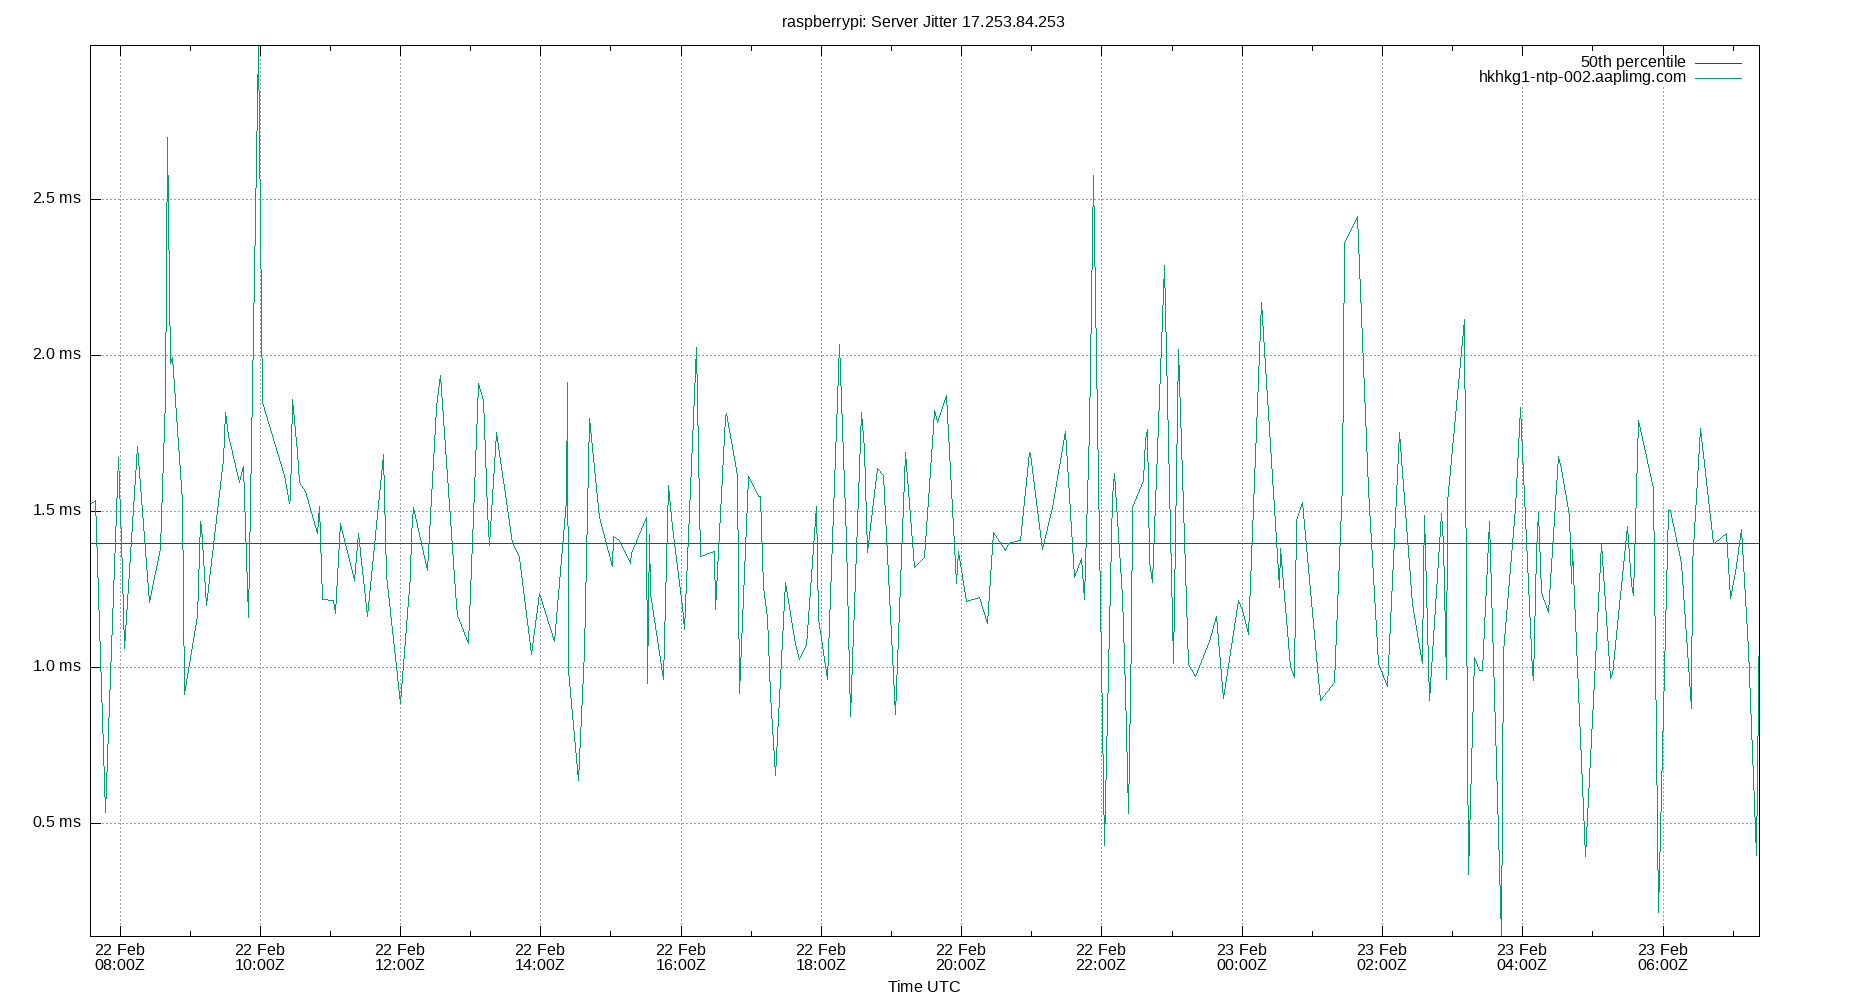 raspberrypi: Server Jitter 17.253.84.253
50th percentile
hkhkg1-ntp-002.aaplimg.com
2.5 ms
2.0 ms
1.5 ms
1.0 ms
0.5 ms
22 Feb 22 Feb 22 Feb 22 Feb 22 Feb 22 Feb 22 Feb 22 Feb 23 Feb 23 Feb 23 Feb 23 Feb
08:00Z 10:00Z 12:00Z 14:00Z 16:00Z 18:00Z 20:00Z 22:00Z 00:00Z 02:00Z 04:00Z 06:00Z
Time UTC